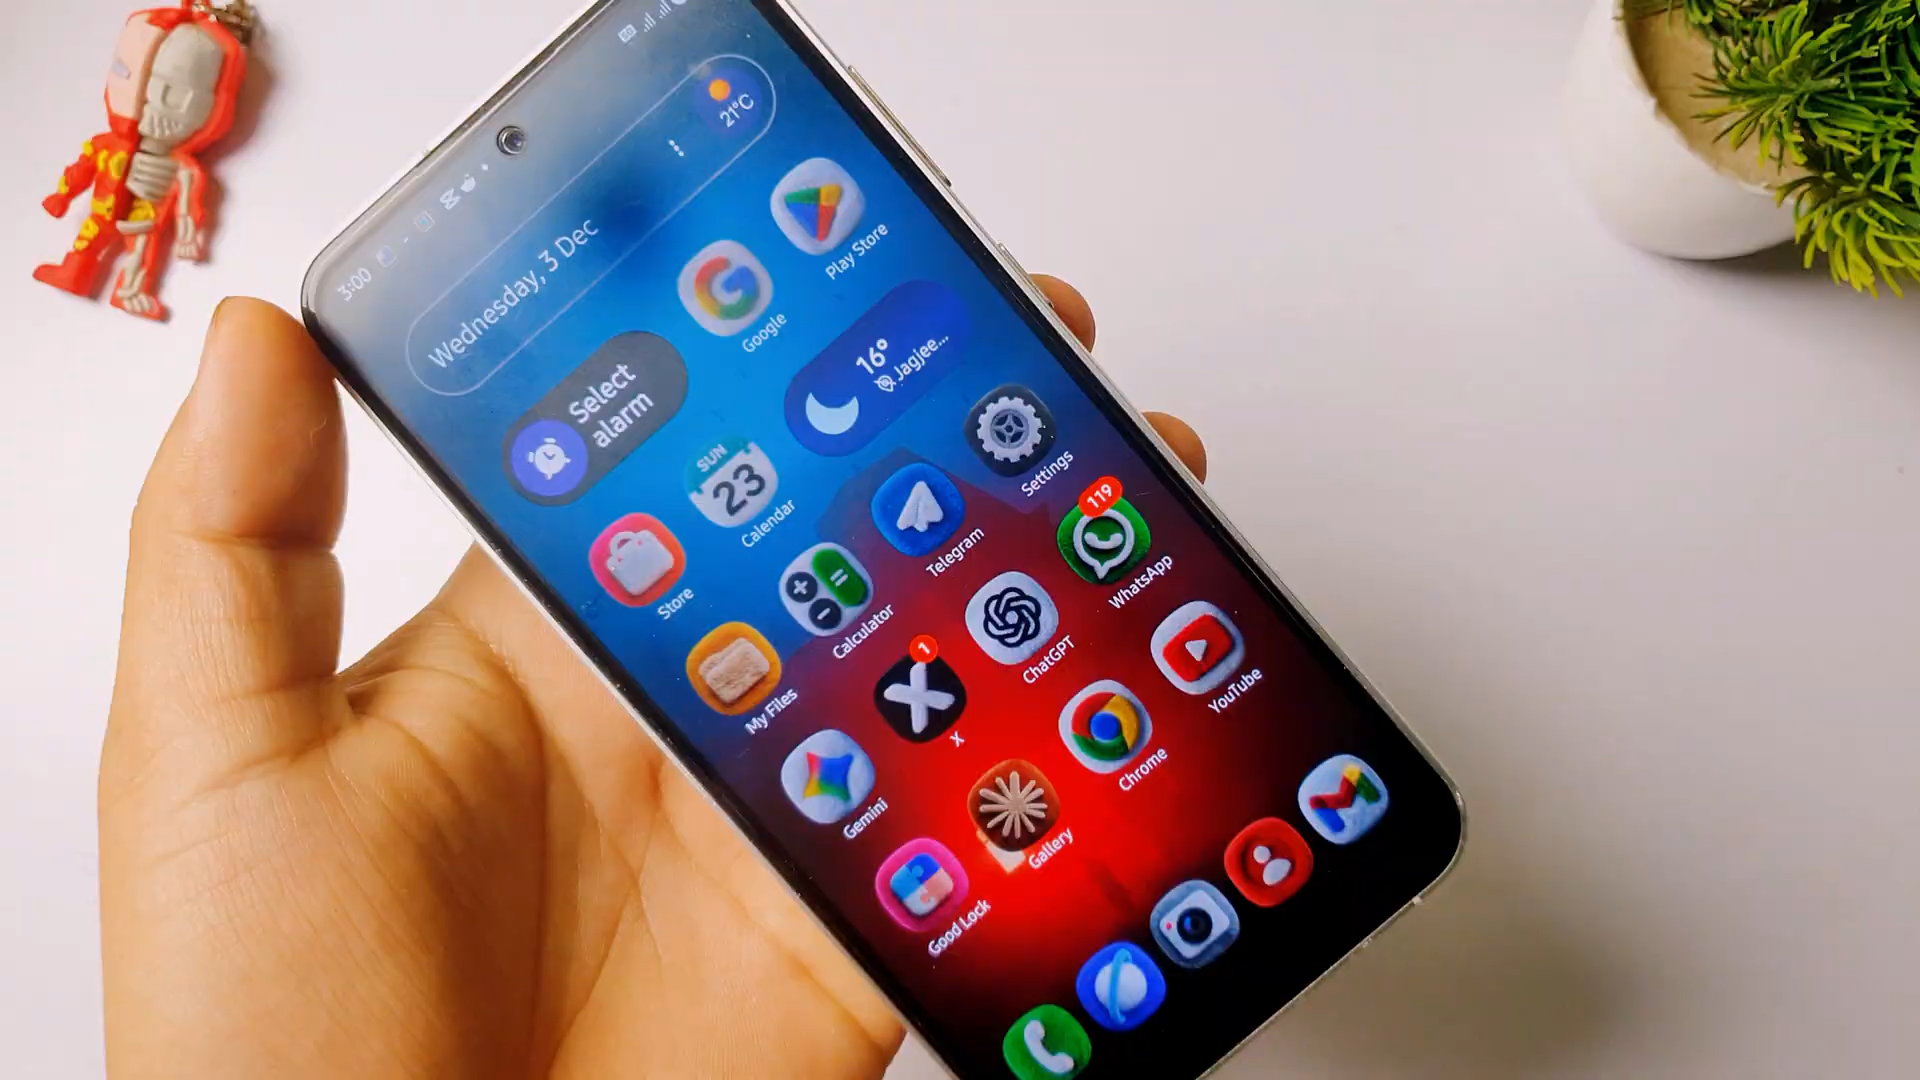 3:00
5G
21°C
Wednesday, 3 Dec
Select
alarm
Google
Play Store
16°
Jagjee...
Store
SUN
23
Calendar
Telegram
Settings
My Files
Calculator
1
X
ChatGPT
119
WhatsApp
Gemini
Gallery
Chrome
YouTube
Good Lock